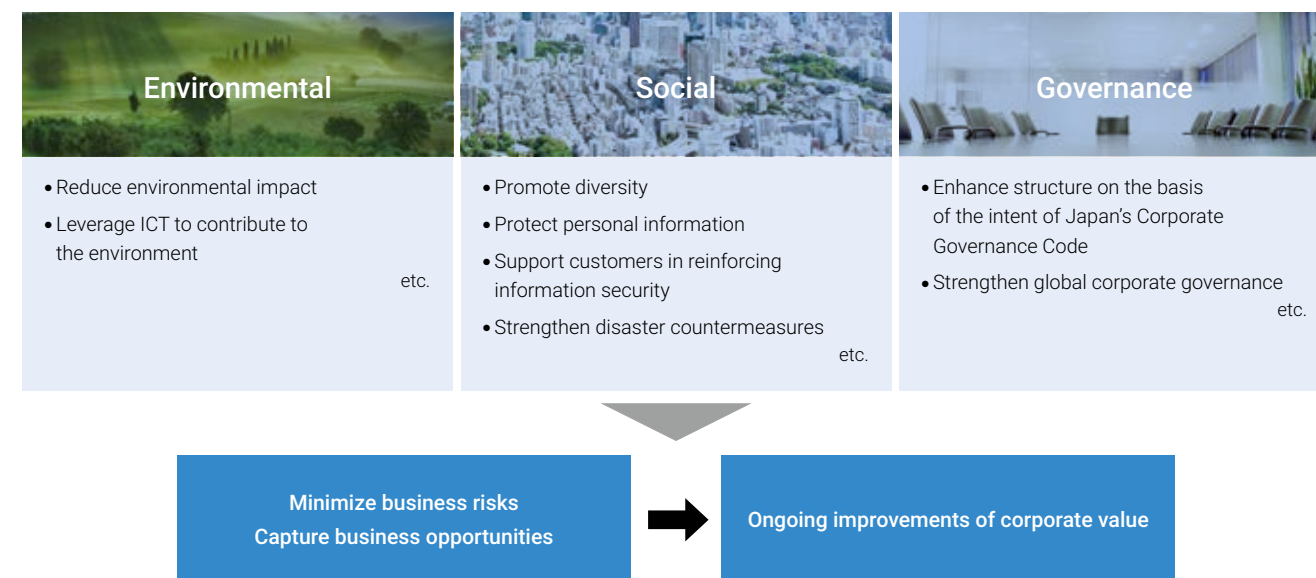 Environmental
• Reduce environmental impact
• Leverage ICT to contribute to
the environment
etc.
Social
• Promote diversity
• Protect personal information
• Support customers in reinforcing
information security
• Strengthen disaster countermeasures
etc.
Governance
• Enhance structure on the basis
of the intent of Japan’s Corporate
Governance Code
• Strengthen global corporate governance
etc.
Minimize business risks
Capture business opportunities
Ongoing improvements of corporate value